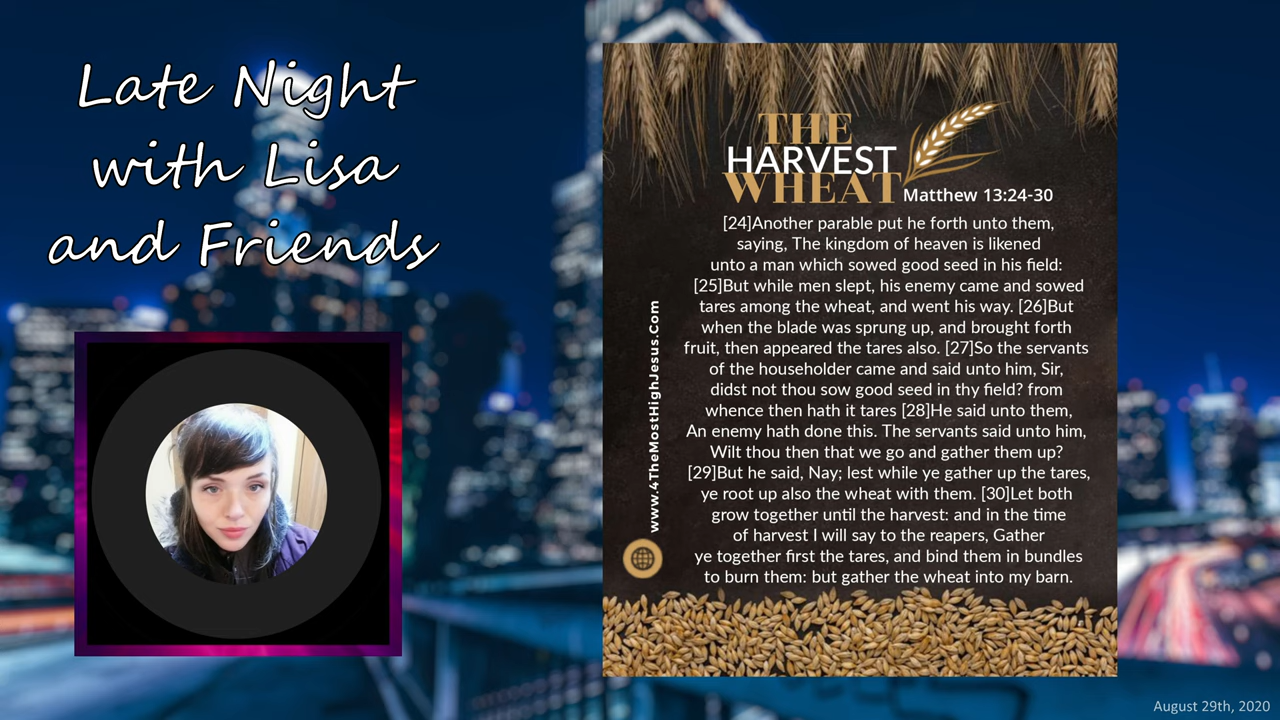 Late Night
with Lisa
and Friends
THE
HARVEST
WHEAT
Matthew 13:24-30
[24]Another parable put he forth unto them,
saying, The kingdom of heaven is likened
unto a man which sowed good seed in his field:
[25]But while men slept, his enemy came and sowed
tares among the wheat, and went his way. [26]But
when the blade was sprung up, and brought forth
fruit, then appeared the tares also. [27]So the servants
of the householder came and said unto him, Sir,
didst not thou sow good seed in thy field? from
whence then hath it tares [28]He said unto them,
An enemy hath done this. The servants said unto him,
Wilt thou then that we go and gather them up?
[29]But he said, Nay; lest while ye gather up the tares,
ye root up also the wheat with them. [30]Let both
grow together until the harvest: and in the time
of harvest I will say to the reapers, Gather
ye together first the tares, and bind them in bundles
to burn them: but gather the wheat into my barn.
www.4TheMostHighJesus.Com
August 29th, 2020